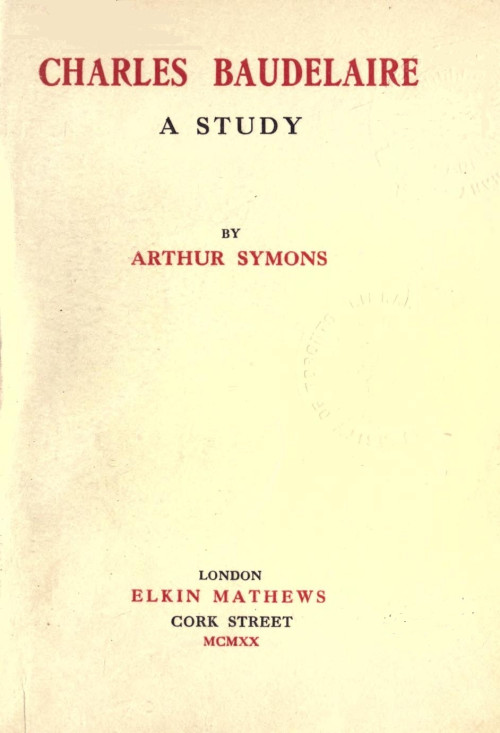 CHARLES BAUDELAIRE
A STUDY
BY
ARTHUR SYMONS
LONDON
ELKIN MATHEWS
CORK STREET
MCMXX